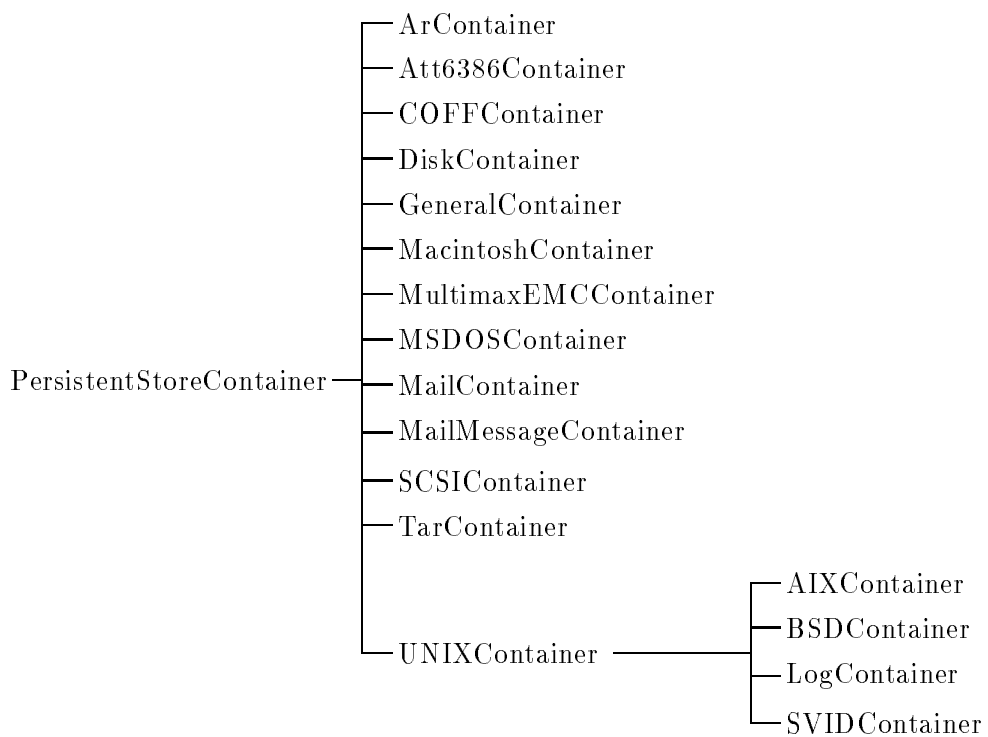 ArContainer
Att6386Container
COFFContainer
DiskContainer
GeneralContainer
MacintoshContainer
MultimaxEMCContainer
MSDOSContainer
PersistentStoreContainer
MailContainer
MailMessageContainer
SCSIContainer
TarContainer
AIXContainer
BSDContainer
UNIXContainer
LogContainer
SVIDContainer